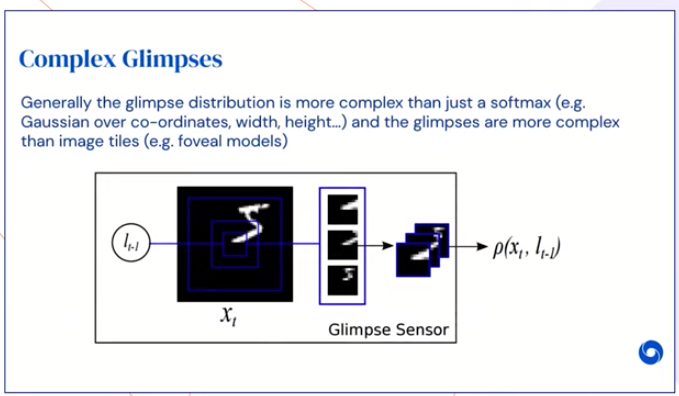 Complex Glimpses
Generally the glimpse distribution is more complex than just a softmax (e.g.
Gaussian over co-ordinates, width, height...) and the glimpses are more complex
than image tiles (e.g. foveal models)
l_{t-1}
x_t
Glimpse Sensor
ρ(x_t, l_{t-1})